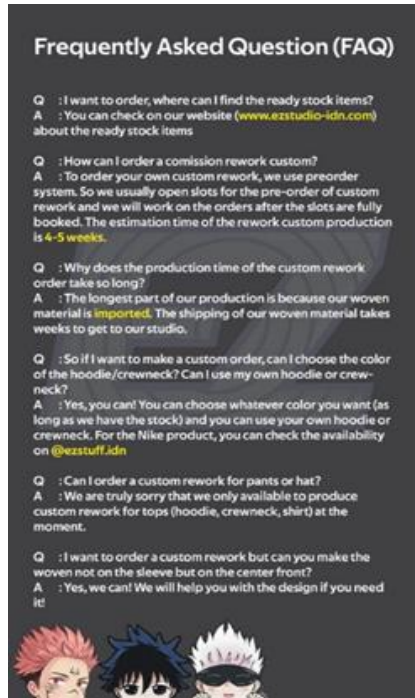 Frequently Asked Question (FAQ)
Q : I want to order, where can I find the ready stock items?
A : You can check on our website (www.ezstudio-idn.com)
about the ready stock items
Q : How can I order a comission rework custom?
A : To order your own custom rework, we use preorder
system. So we usually open slots for the pre-order of custom
rework and we will work on the orders after the slots are fully
booked. The estimation time of the rework custom production
is 4-5 weeks.
Q : Why does the production time of the custom rework
order take so long?
A : The longest part of our production is because our woven
material is imported. The shipping of our woven material takes
weeks to get to our studio.
Q : So if I want to make a custom order, can I choose the color
of the hoodie/crewneck? Can I use my own hoodie or crew-
neck?
A : Yes, you can! You can choose whatever color you want (as
long as we have the stock) and you can use your own hoodie or
crewneck. For the Nike product, you can check the availability
on @ezstuff.idn
Q : Can I order a custom rework for pants or hat?
A : We are truly sorry that we only available to produce
custom rework for tops (hoodie, crewneck, shirt) at the
moment.
Q : I want to order a custom rework but can you make the
woven not on the sleeve but on the center front?
A : Yes, we can! We will help you with the design if you need
it!